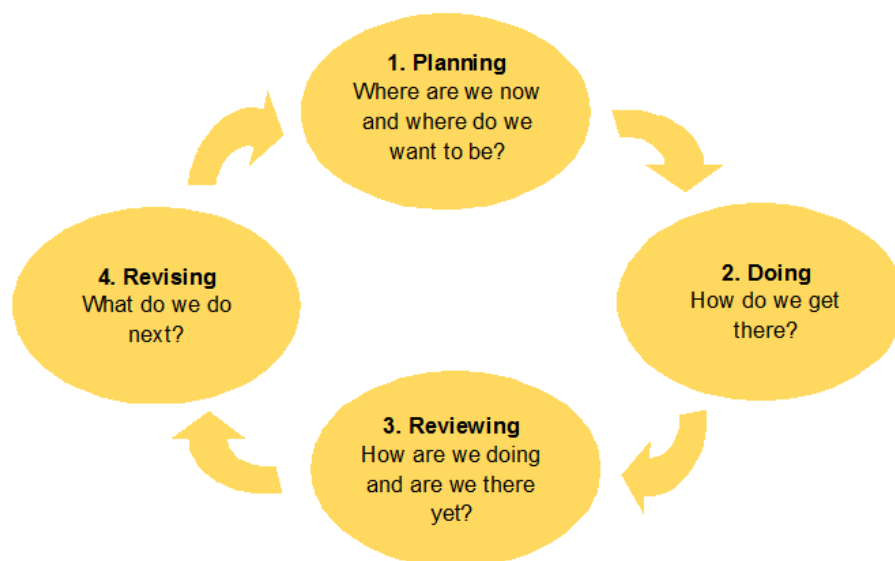 1. Planning
Where are we now
and where do we
want to be?
2. Doing
How do we get
there?
3. Reviewing
How are we doing
and are we there
yet?
4. Revising
What do we do
next?